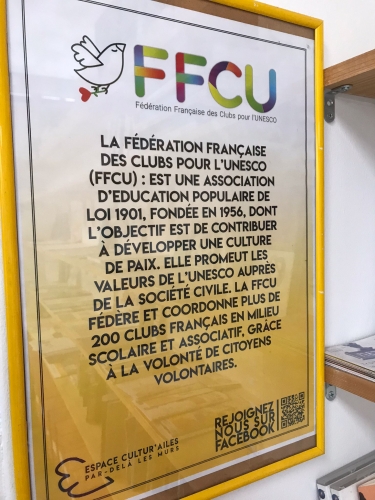 FFCU
Fédération Française des Clubs pour l'UNESCO
LA FÉDÉRATION FRANÇAISE
DES CLUBS POUR L'UNESCO
(FFCU) : EST UNE ASSOCIATION
D'EDUCATION POPULAIRE DE
LOI 1901, FONDÉE EN 1956, DONT
L'OBJECTIF EST DE CONTRIBUER
À DÉVELOPPER UNE CULTURE
DE PAIX. ELLE PROMEUT LES
VALEURS DE L'UNESCO AUPRÈS
DE LA SOCIÉTÉ CIVILE. LA FFCU
FÉDÈRE ET COORDONNE PLUS DE
200 CLUBS FRANÇAIS EN MILIEU
SCOLAIRE ET ASSOCIATIF, GRÂCE
À LA VOLONTÉ DE CITOYENS
VOLONTAIRES.
REJOIGNEZ
NOUS SUR
FACEBOOK
ESPACE CULTUR'AILES
PAR-DELÀ LES MURS